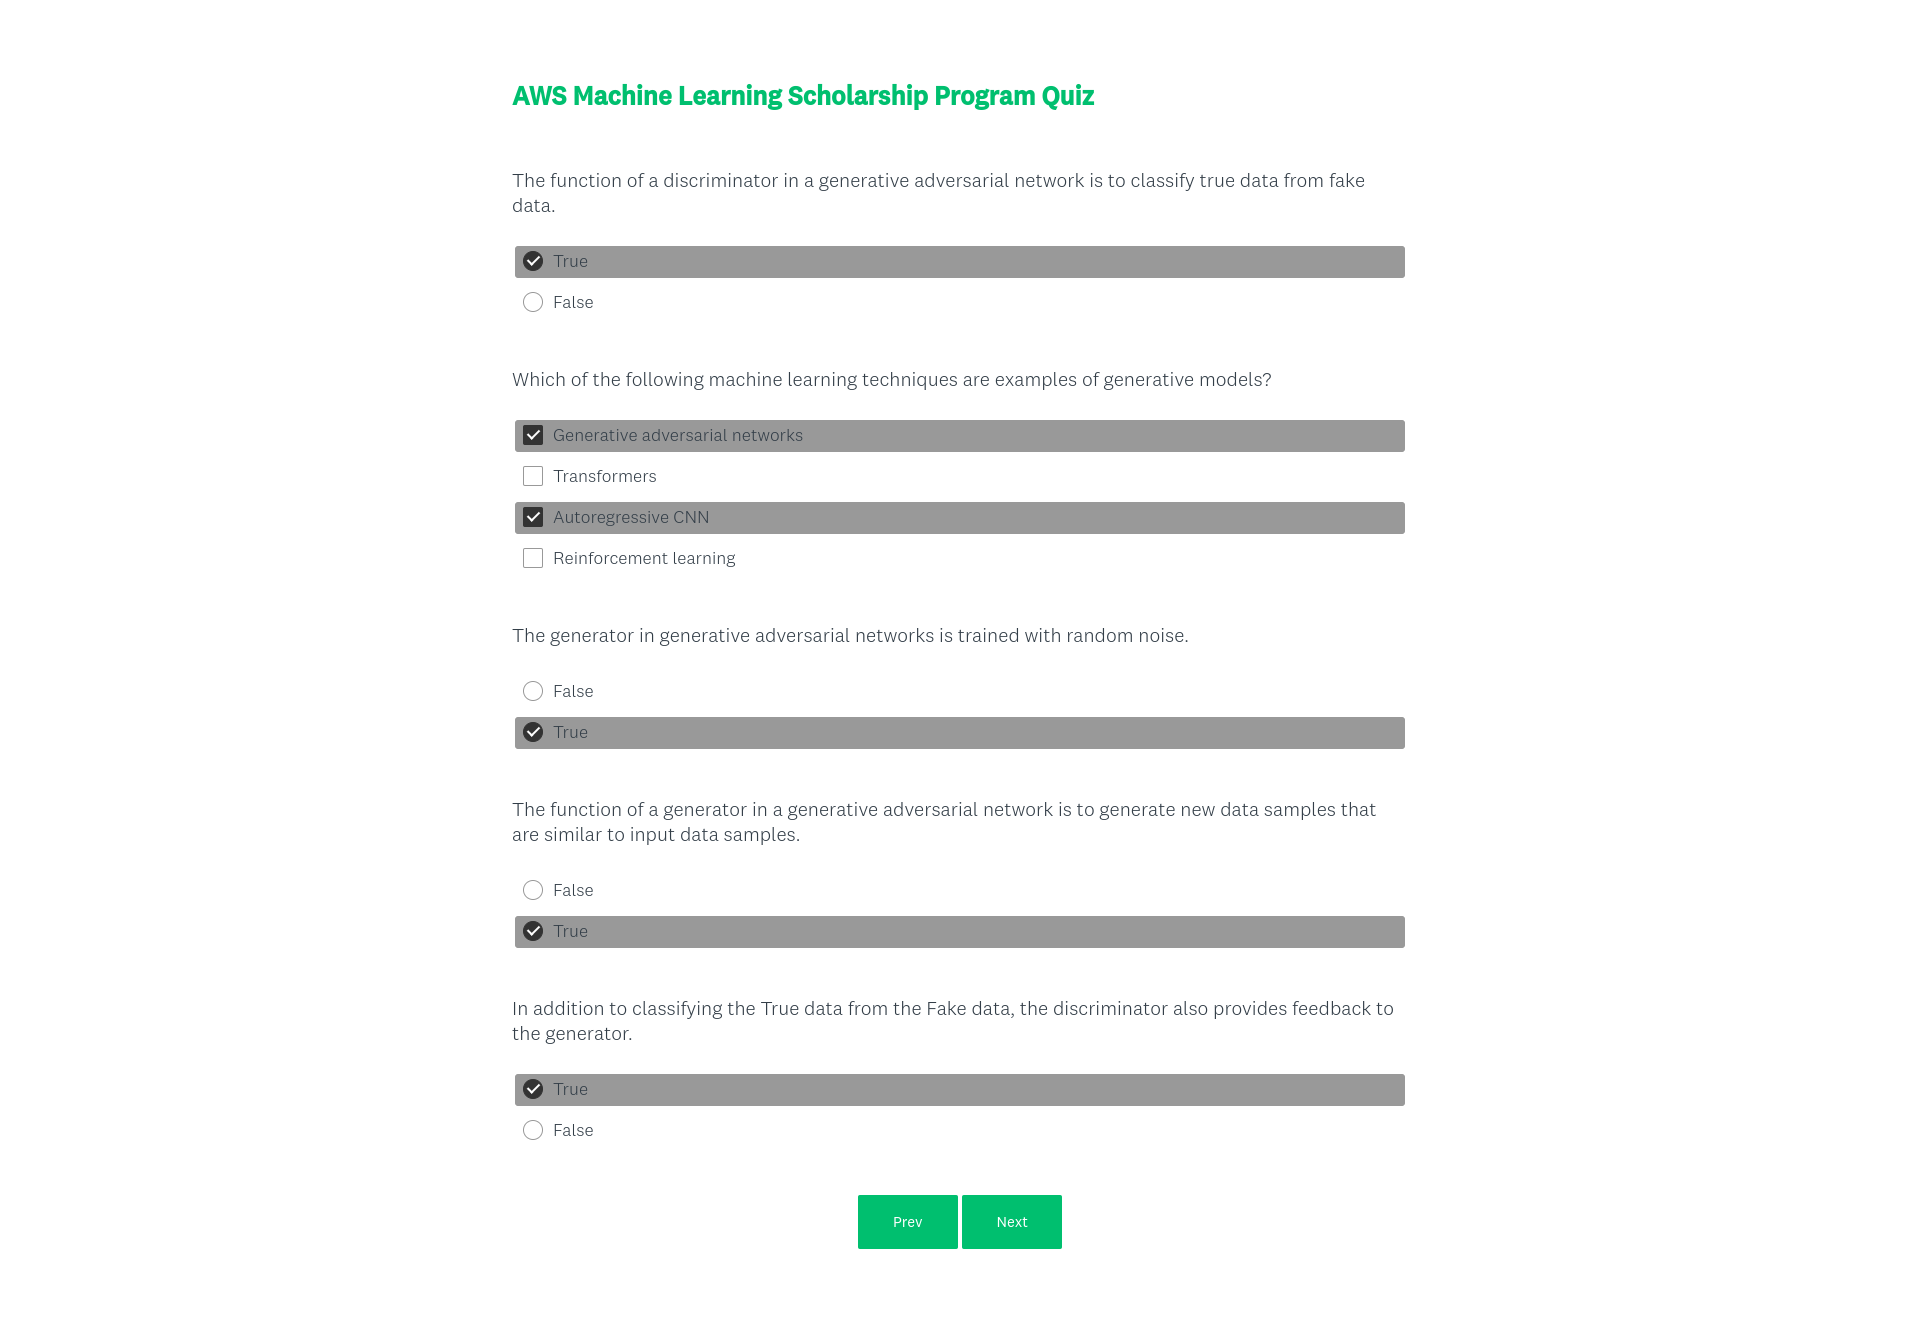 AWS Machine Learning Scholarship Program Quiz
The function of a discriminator in a generative adversarial network is to classify true data from fake
data.
True
False
Which of the following machine learning techniques are examples of generative models?
Generative adversarial networks
Transformers
Autoregressive CNN
Reinforcement learning
The generator in generative adversarial networks is trained with random noise.
False
True
The function of a generator in a generative adversarial network is to generate new data samples that
are similar to input data samples.
False
True
In addition to classifying the True data from the Fake data, the discriminator also provides feedback to
the generator.
True
False
Prev Next